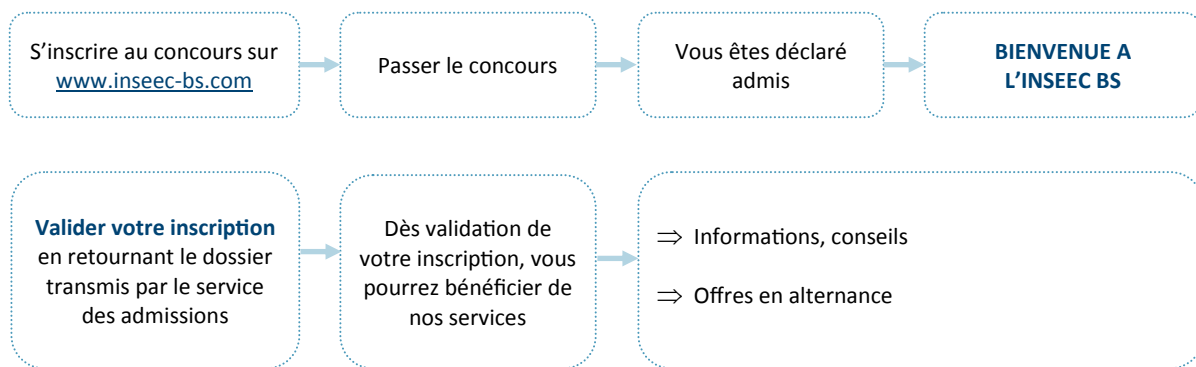 S’inscrire au concours sur
www.inseec-bs.com
Passer le concours
Vous êtes déclaré
admis
BIENVENUE A
L’INSEEC BS
Valider votre inscription
en retournant le dossier
transmis par le service
des admissions
Dès validation de
votre inscription, vous
pourrez bénéficier de
nos services
⇒ Informations, conseils
⇒ Offres en alternance